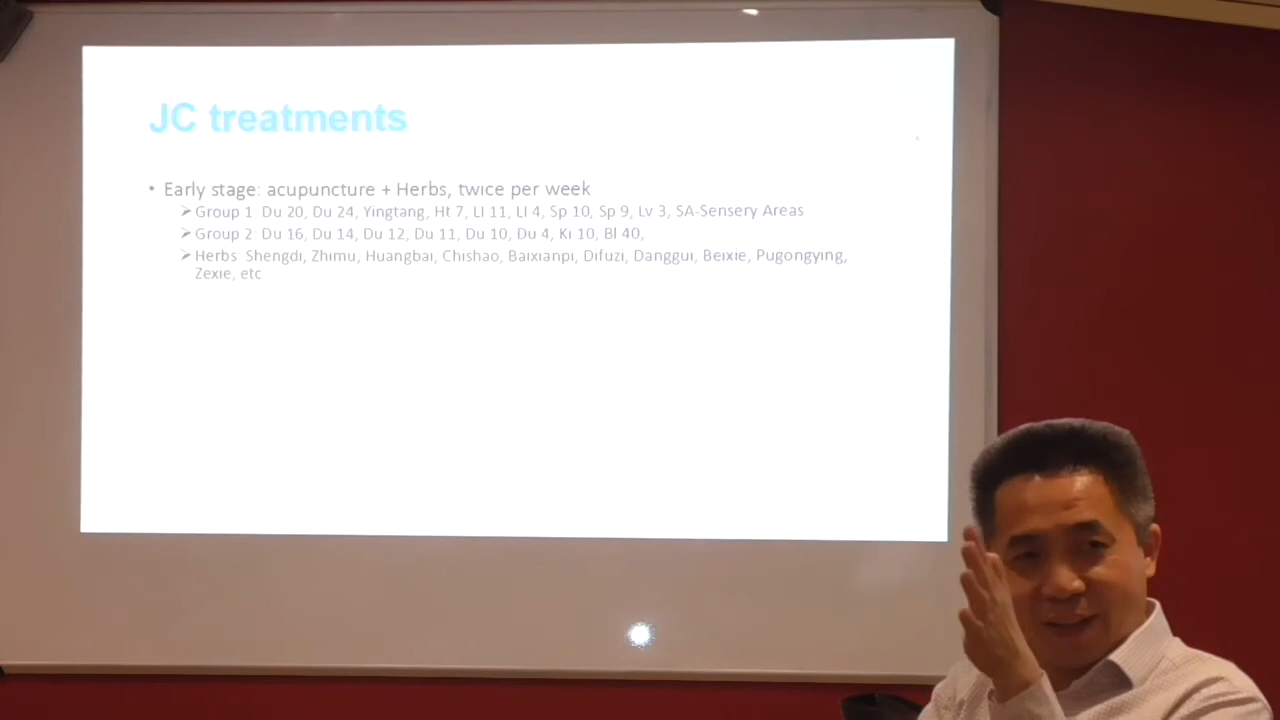 JC treatments
• Early stage: acupuncture + Herbs, twice per week
➢ Group 1: Du 20, Du 24, Yingtang, Ht 7, LI 11, LI 4, Sp 10, Sp 9, Lv 3, SA-Sensery Areas
➢ Group 2: Du 16, Du 14, Du 12, Du 11, Du 10, Du 4, Ki 10, Bl 40,
➢ Herbs: Shengdi, Zhimu, Huangbai, Chishao, Baixianpi, Difuzi, Danggui, Beixie, Pugongying,
Zexie, etc